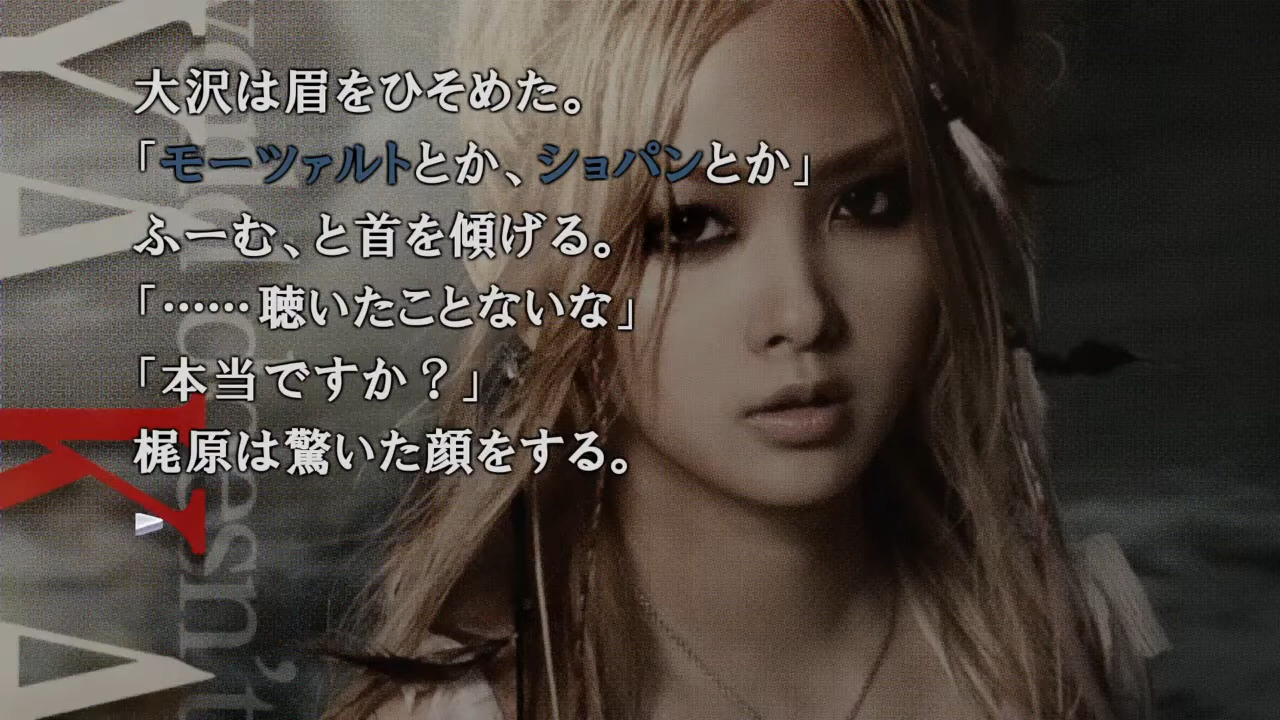 大沢は眉をひそめた。
「モーツァルトとか、ショパンとか」
ふーむ、と首を傾げる。
「……聴いたことないな」
「本当ですか？」
梶原は驚いた顔をする。
YAKA
doesn't